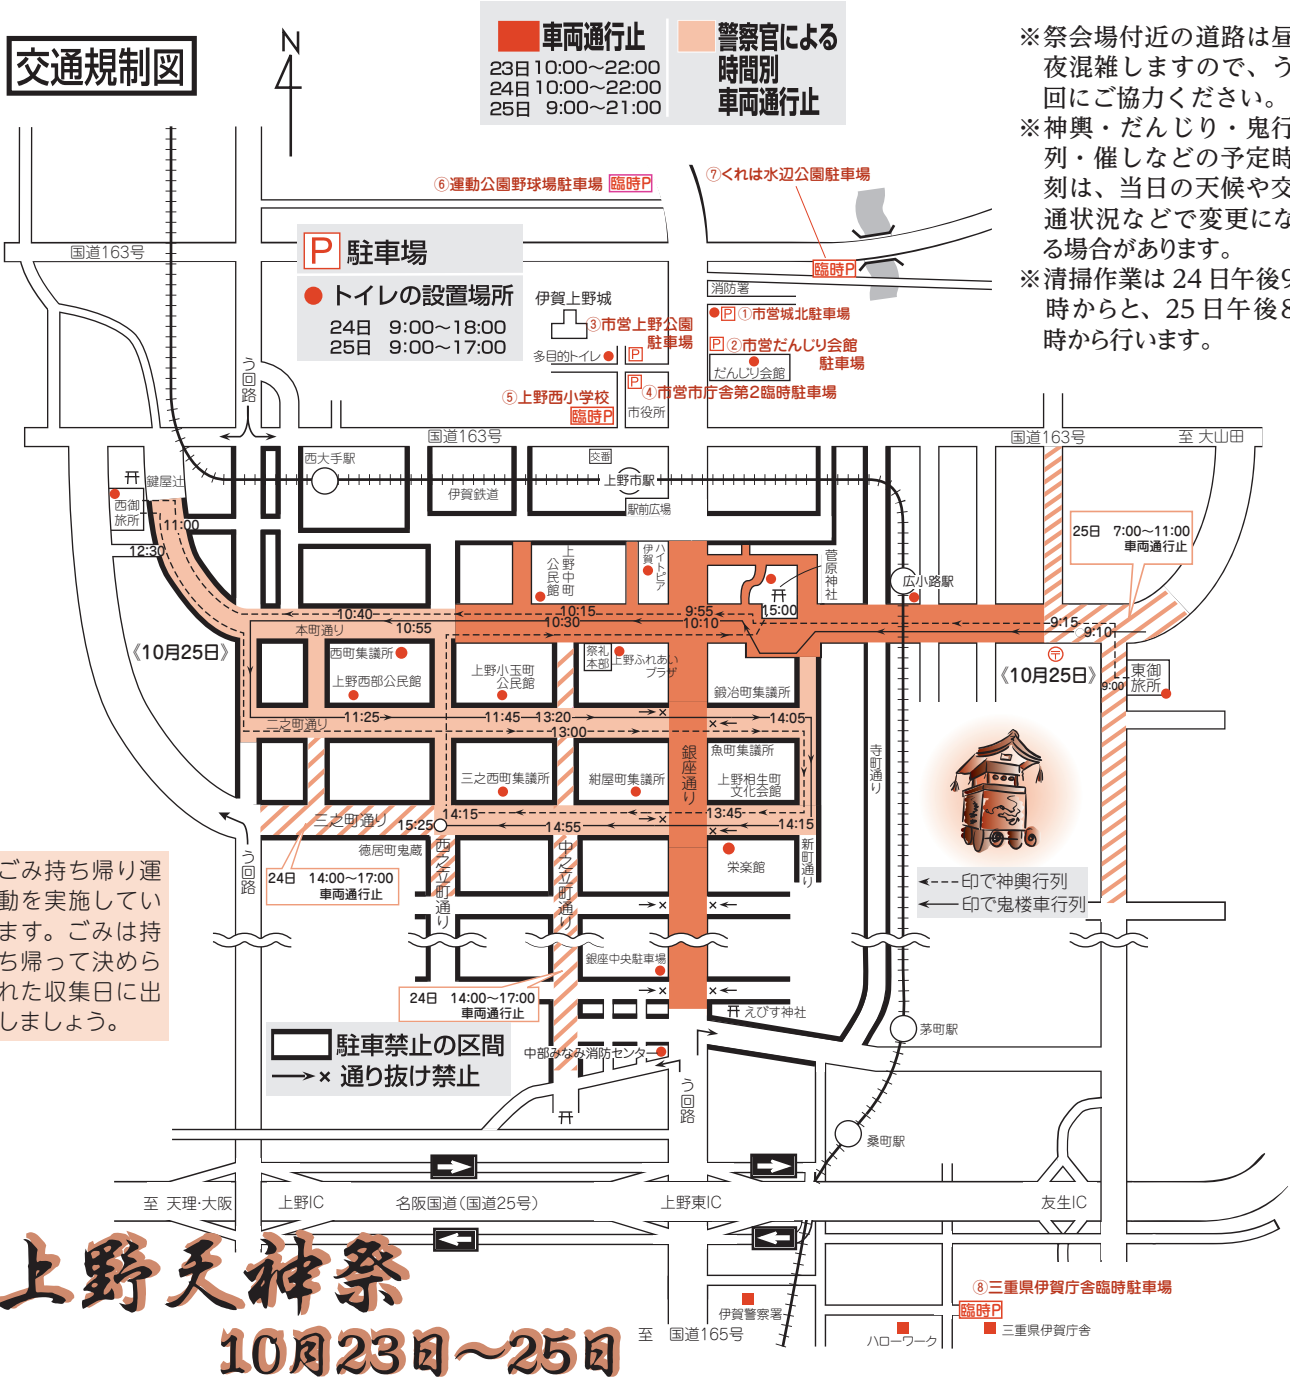 交通規制図
N
車両通行止
23日 10:00〜22:00
24日 10:00〜22:00
25日 9:00〜21:00
警察官による
時間別
車両通行止
※祭会場付近の道路は昼
夜混雑しますので、う
回にご協力ください。
※神輿・だんじり・鬼行
列・催しなどの予定時
刻は、当日の天候や交
通状況などで変更にな
る場合があります。
※清掃作業は24日午後9
時からと、25日午後8
時から行います。
⑥運動公園野球場駐車場 臨時P
⑦くれは水辺公園駐車場
臨時P
国道163号
P 駐車場
トイレの設置場所
24日 9:00〜18:00
25日 9:00〜17:00
伊賀上野城
③市営上野公園
駐車場
P
多目的トイレ
消防署
P ①市営城北駐車場
P ②市営だんじり会館
駐車場
だんじり会館
P ④市営市庁舎第2臨時駐車場
⑤上野西小学校
臨時P
市役所
う回路
国道163号
国道163号
至 大山田
西大手駅
交番
上野市駅
伊賀鉄道
駅前広場
鍵屋辻
西御
旅所
11:00
12:30
25日 7:00〜11:00
車両通行止
上野中町
公民館
ハイトピア
伊賀
菅原神社
15:00
広小路駅
10:40
10:55
10:15
10:30
9:55
10:10
9:15
9:10
9:00
本町通り
《10月25日》
《10月25日》
〒
東御
旅所
西町集議所
上野西部公民館
上野小玉町
公民館
祭礼
本部
上野ふれあい
プラザ
鍛冶町集議所
二之町通り
11:25
11:45
13:20
13:00
14:05
銀座通り
魚町集議所
上野相生町
文化会館
三之西町集議所
紺屋町集議所
寺町通り
三之町通り
15:25
14:15
14:55
13:45
14:15
徳居町鬼蔵
西之立町通り
中之立町通り
新町通り
栄楽館
24日 14:00〜17:00
車両通行止
う回路
印で神輿行列
印で鬼楼車行列
ごみ持ち帰り運
動を実施してい
ます。ごみは持
ち帰って決めら
れた収集日に出
しましょう。
銀座中央駐車場
24日 14:00〜17:00
車両通行止
えびす神社
駐車禁止の区間
通り抜け禁止
中部みなみ消防センター
う回路
茅町駅
桑町駅
至 天理・大阪
上野IC
名阪国道(国道25号)
上野東IC
友生IC
上野天神祭
10月23日〜25日
伊賀警察署
至 国道165号
⑧三重県伊賀庁舎臨時駐車場
臨時P
三重県伊賀庁舎
ハローワーク